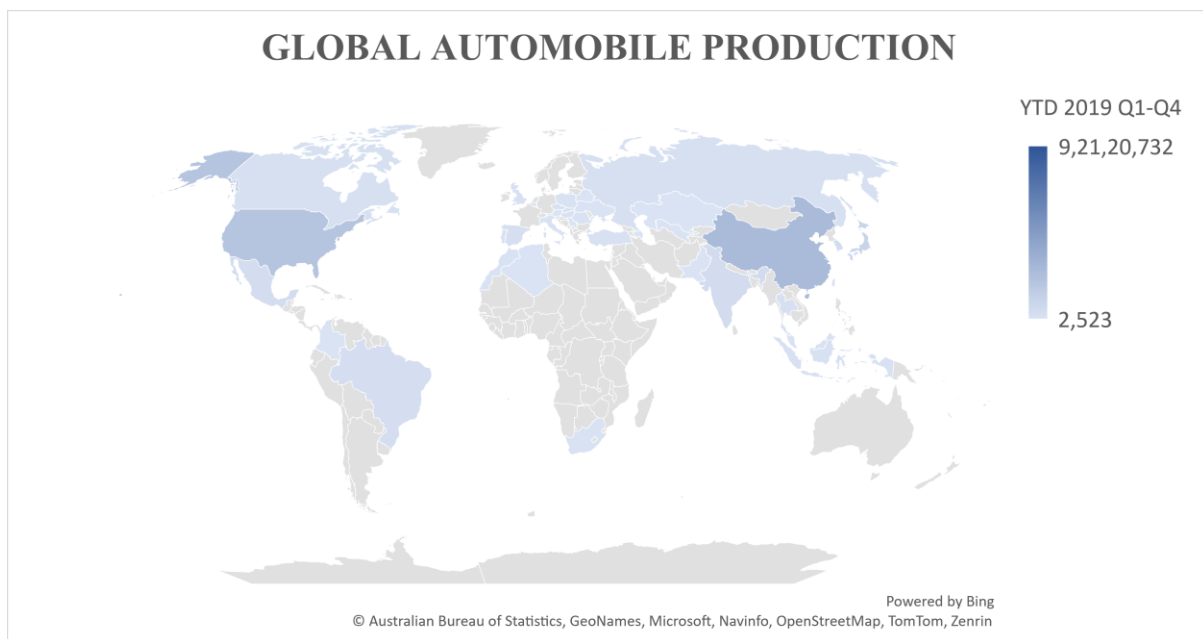 GLOBAL AUTOMOBILE PRODUCTION
YTD 2019 Q1-Q4
9,21,20,732
2,523
Powered by Bing
© Australian Bureau of Statistics, GeoNames, Microsoft, Navinfo, OpenStreetMap, TomTom, Zenrin